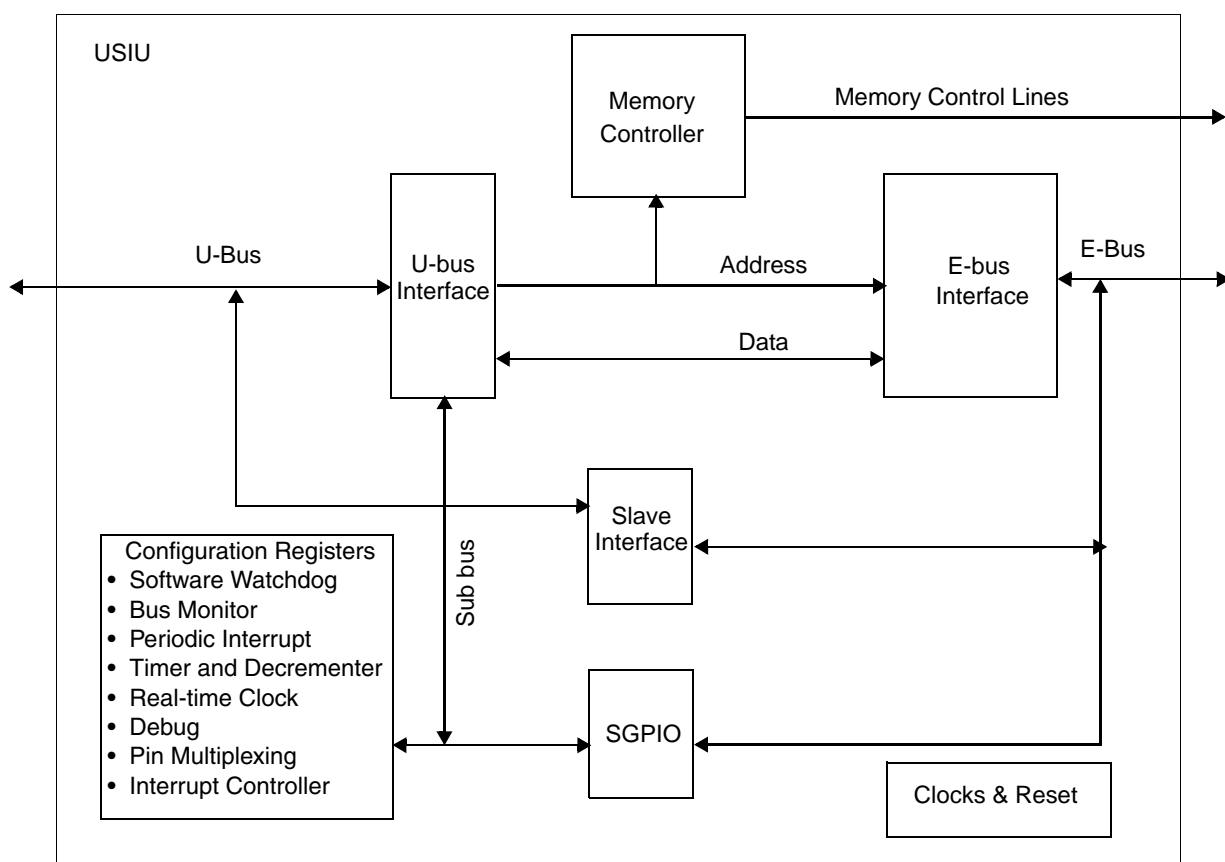 USIU
Memory
Controller
Memory Control Lines
U-Bus
U-bus
Interface
Address
E-bus
Interface
E-Bus
Data
Sub bus
Slave
Interface
Configuration Registers
• Software Watchdog
• Bus Monitor
• Periodic Interrupt
• Timer and Decrementer
• Real-time Clock
• Debug
• Pin Multiplexing
• Interrupt Controller
SGPIO
Clocks & Reset